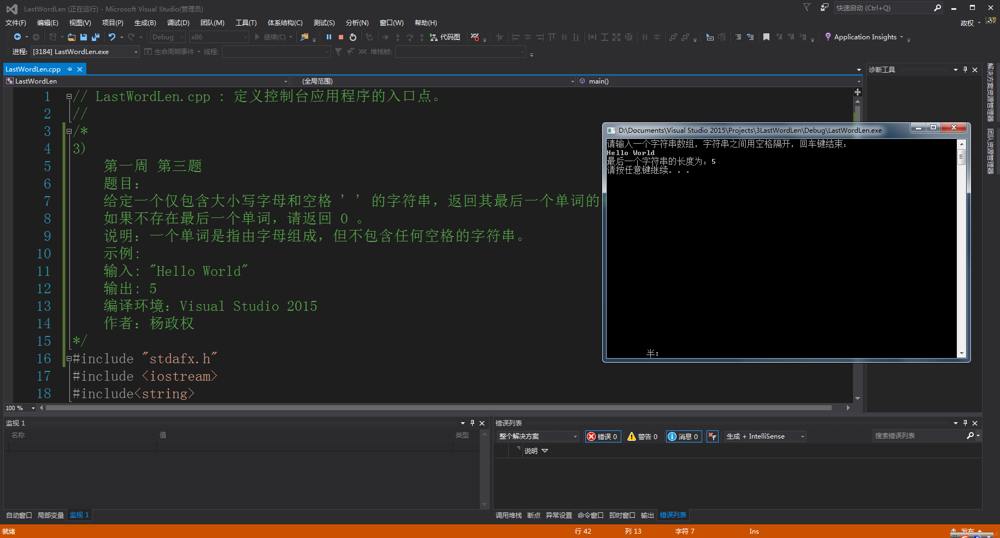 LastWordLen (正在运行) - Microsoft Visual Studio(管理员)
快速启动 (Ctrl+Q)
文件(F) 编辑(E) 视图(V) 项目(P) 生成(B) 调试(D) 团队(M) 工具(T) 体系结构(C) 测试(S) 分析(N) 窗口(W) 帮助(H)
政权
Debug x86 继续(C) 代码图 Application Insights
进程: [3184] LastWordLen.exe 生命周期事件 线程: 堆栈帧:
LastWordLen.cpp
LastWordLen (全局范围) main()
诊断工具
解决方案资源管理器
团队资源管理器
1 // LastWordLen.cpp : 定义控制台应用程序的入口点。
2 //
3 /*
4 3)
5 第一周 第三题
6 题目:
7 给定一个仅包含大小写字母和空格 ' ' 的字符串, 返回其最后一个单词的
8 如果不存在最后一个单词, 请返回 0 。
9 说明: 一个单词是指由字母组成, 但不包含任何空格的字符串。
10 示例:
11 输入: "Hello World"
12 输出: 5
13 编译环境: Visual Studio 2015
14 作者: 杨政权
15 */
16 #include "stdafx.h"
17 #include <iostream>
18 #include<string>
D:\Documents\Visual Studio 2015\Projects\3LastWordLen\Debug\LastWordLen.exe
请输入一个字符串数组, 字符串之间用空格隔开, 回车键结束:
Hello World
最后一个字符串的长度为: 5
请按任意键继续. . .
半:
100 %
监视 1
名称 值 类型
自动窗口 局部变量 监视 1
错误列表
整个解决方案 错误 0 警告 0 消息 0 生成 + IntelliSense 搜索错误列表
说明
调用堆栈 断点 异常设置 命令窗口 即时窗口 输出 错误列表
就绪 行 42 列 13 字符 7 Ins 发布